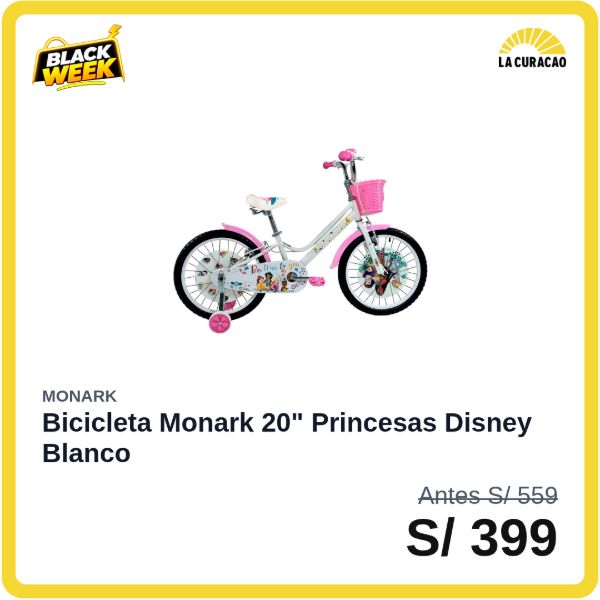 BLACK
WEEK
LA CURACAO
MONARK
Bicicleta Monark 20" Princesas Disney
Blanco
Antes S/ 559
S/ 399